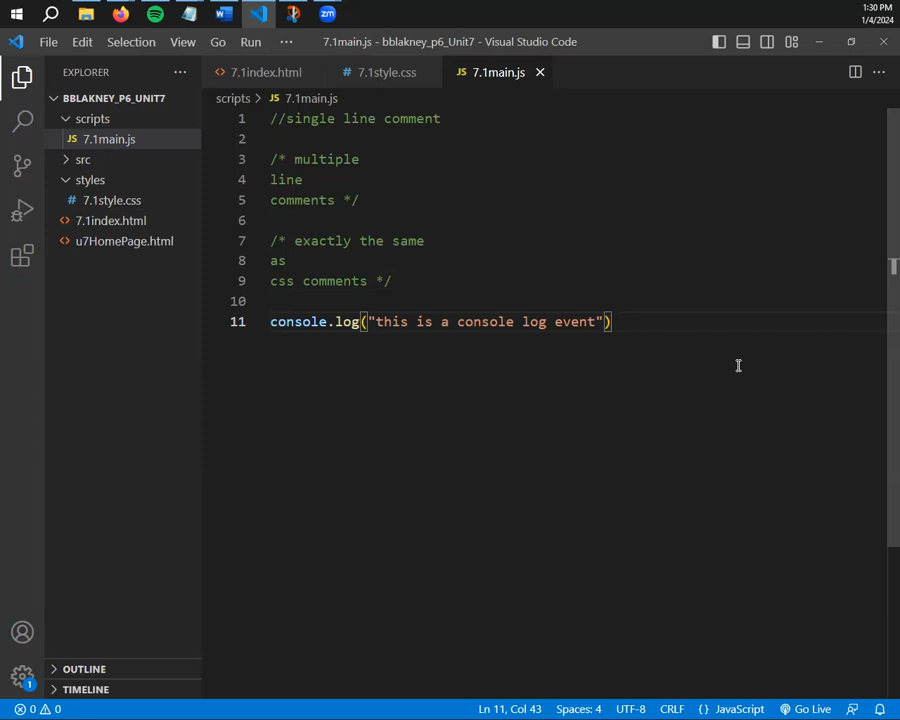 1:30 PM
1/4/2024
File Edit Selection View Go Run ··· 7.1main.js - bblakney_p6_Unit7 - Visual Studio Code
EXPLORER ···
<> 7.1index.html # 7.1style.css JS 7.1main.js
BBLAKNEY_P6_UNIT7
scripts
JS 7.1main.js
src
styles
# 7.1style.css
<> 7.1index.html
<> u7HomePage.html
OUTLINE
TIMELINE
scripts > JS 7.1main.js
1 //single line comment
2
3 /* multiple
4 line
5 comments */
6
7 /* exactly the same
8 as
9 css comments */
10
11 console.log("this is a console log event")
W
zm
1
0 0 Ln 11, Col 43 Spaces: 4 UTF-8 CRLF {} JavaScript Go Live